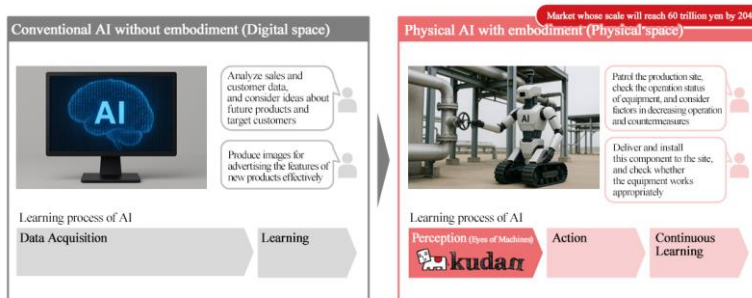 Market whose scale will reach 60 trillion yen by 204
Conventional AI without embodiment (Digital space)
AI
Analyze sales and
customer data,
and consider ideas about
future products and
target customers
Produce images for
advertising the features of
new products effectively
Learning process of AI
Data Acquisition
Learning
Physical AI with embodiment (Physical space)
AI
Patrol the production site,
check the operation status
of equipment, and consider
factors in decreasing operation
and countermeasures
Deliver and install
this component to the site,
and check whether
the equipment works
appropriately
Learning process of AI
Perception (Eyes of Machines)
kudan
Action
Continuous
Learning